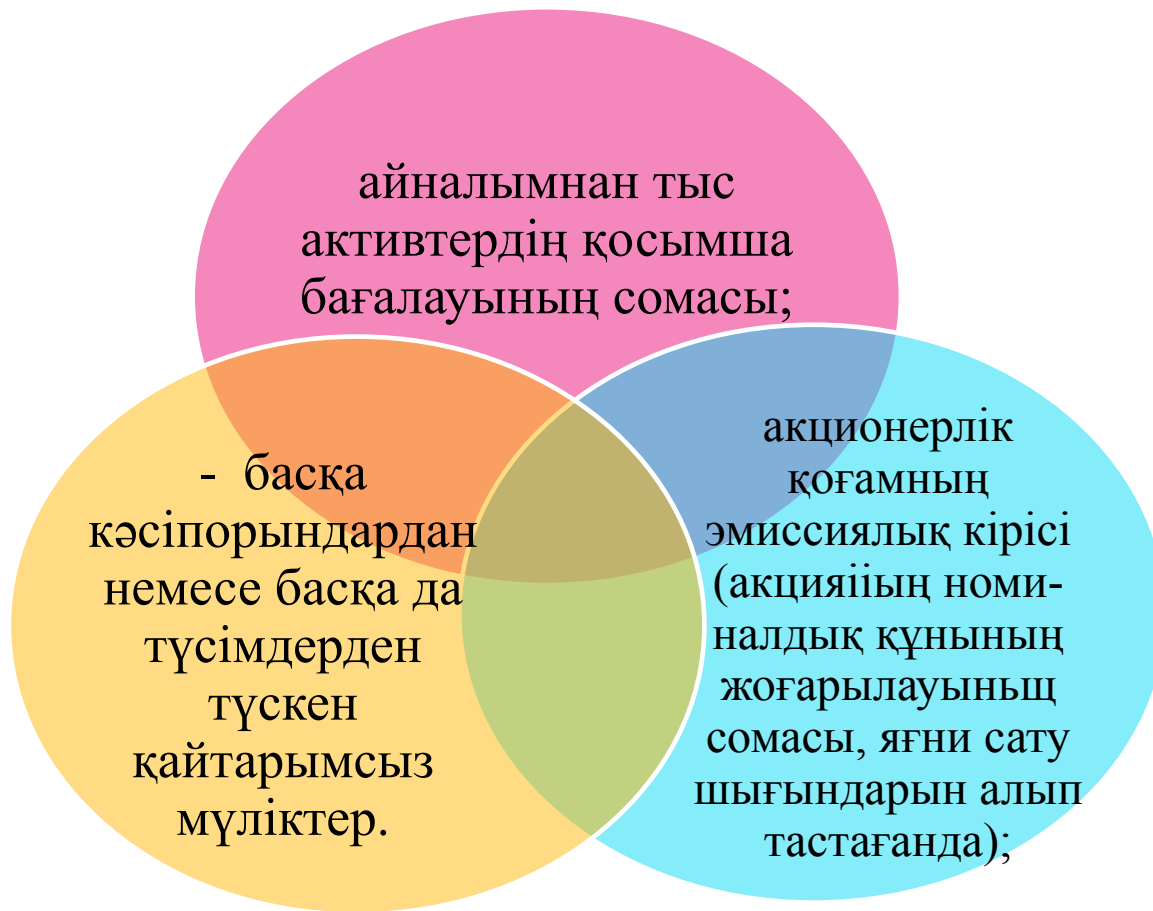 айналымнан тыс
активтердің қосымша
бағалауының сомасы;
- басқа
кәсіпорындардан
немесе басқа да
түсімдерден
түскен
қайтарымсыз
мүліктер.
акционерлік
қоғамның
эмиссиялық кірісі
(акцияііың номи-
налдық құнының
жоғарылауыньщ
сомасы, яғни сату
шығындарын алып
тастағанда);